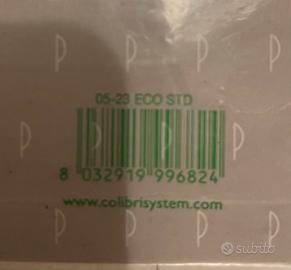 P P P
05-23 ECO STD
P P
8 032919 996824
www.colibrisystem.com
P P P P
subito